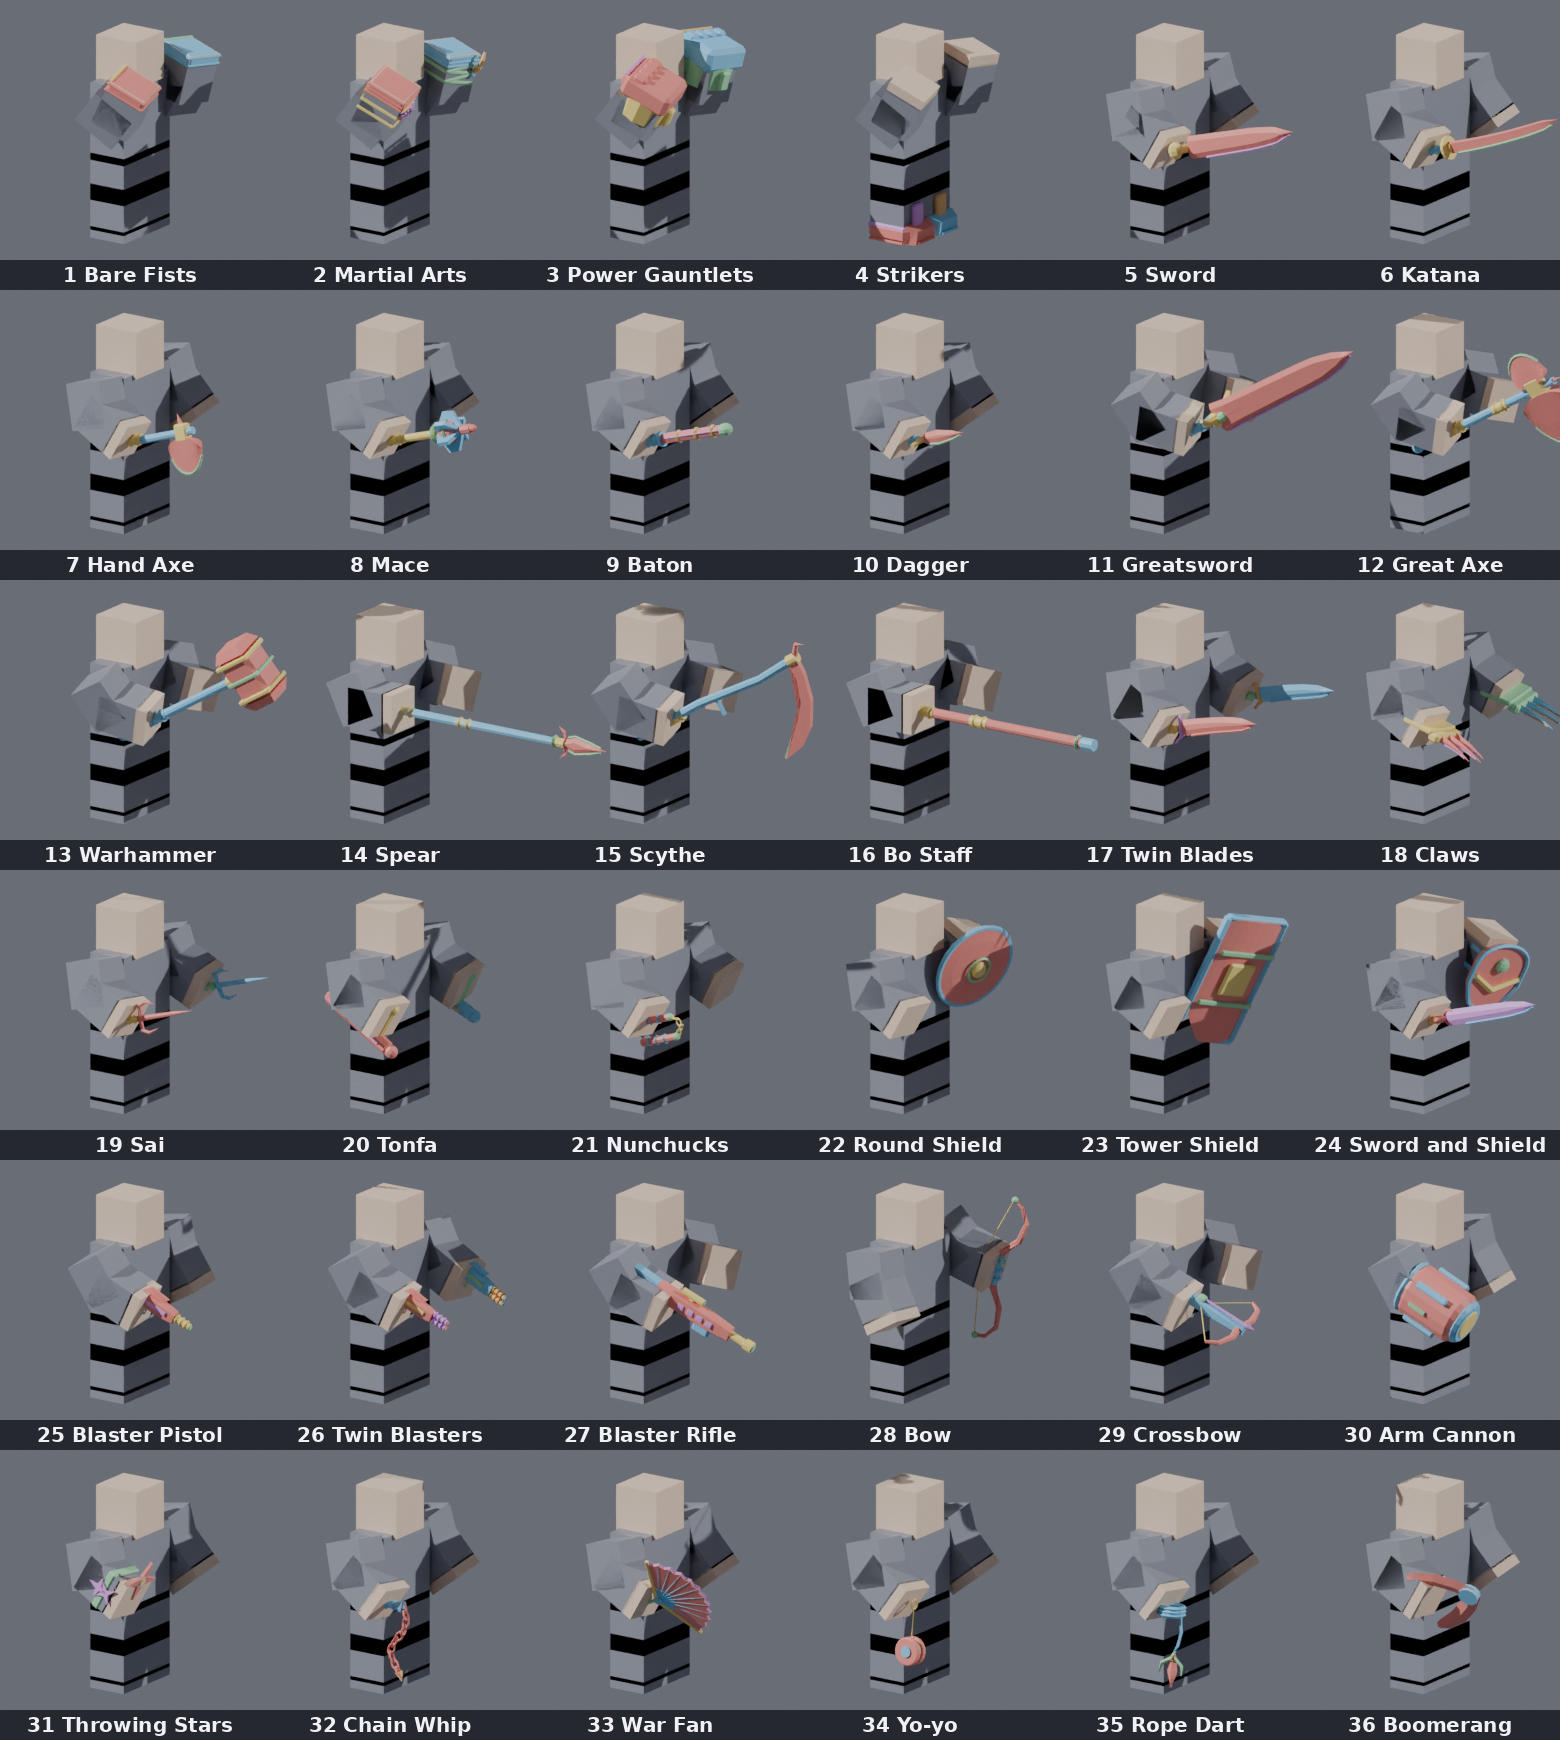 1 Bare Fists
2 Martial Arts
3 Power Gauntlets
4 Strikers
5 Sword
6 Katana
7 Hand Axe
8 Mace
9 Baton
10 Dagger
11 Greatsword
12 Great Axe
13 Warhammer
14 Spear
15 Scythe
16 Bo Staff
17 Twin Blades
18 Claws
19 Sai
20 Tonfa
21 Nunchucks
22 Round Shield
23 Tower Shield
24 Sword and Shield
25 Blaster Pistol
26 Twin Blasters
27 Blaster Rifle
28 Bow
29 Crossbow
30 Arm Cannon
31 Throwing Stars
32 Chain Whip
33 War Fan
34 Yo-yo
35 Rope Dart
36 Boomerang